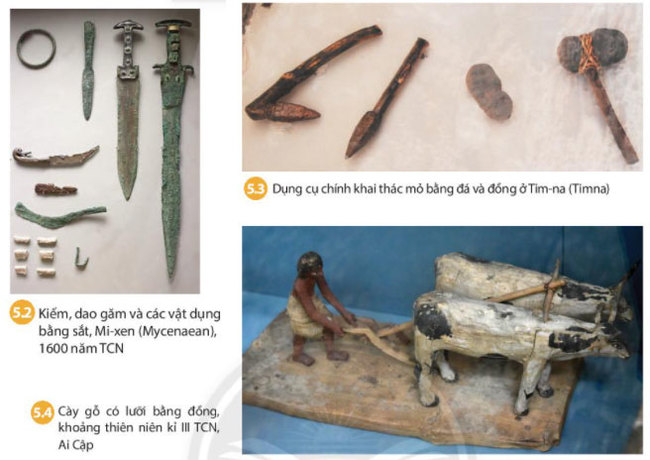 5.2 Kiếm, dao găm và các vật dụng
bằng sắt, Mi-xen (Mycenaean),
1600 năm TCN
5.3 Dụng cụ chính khai thác mỏ bằng đá và đồng ở Tim-na (Timna)
5.4 Cày gỗ có lưỡi bằng đồng,
khoảng thiên niên kỉ III TCN,
Ai Cập